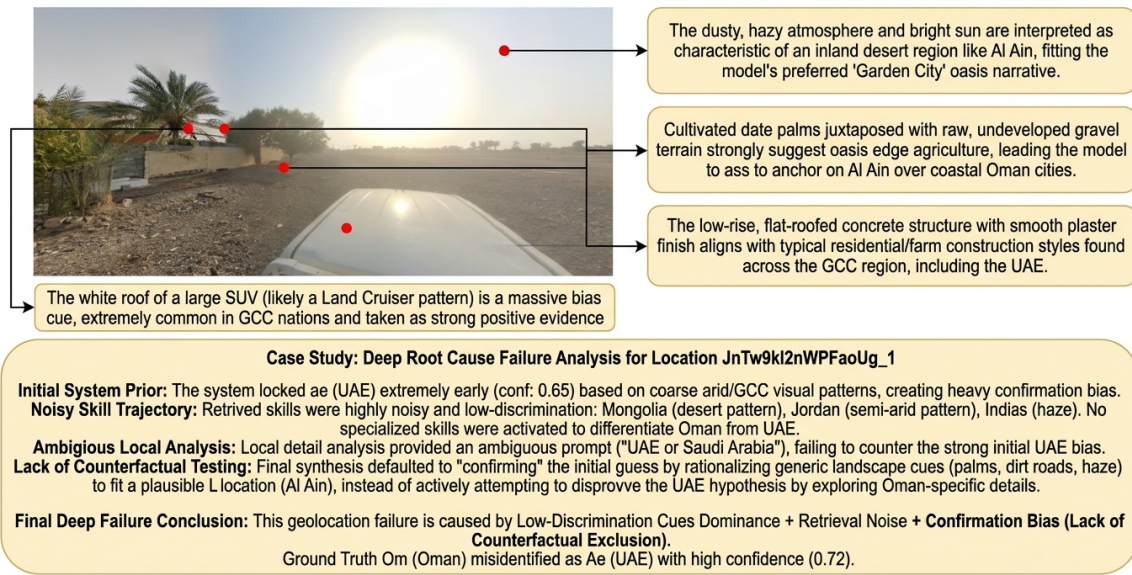 The dusty, hazy atmosphere and bright sun are interpreted as
characteristic of an inland desert region like Al Ain, fitting the
model's preferred 'Garden City' oasis narrative.
Cultivated date palms juxtaposed with raw, undeveloped gravel
terrain strongly suggest oasis edge agriculture, leading the model
to ass to anchor on Al Ain over coastal Oman cities.
The low-rise, flat-roofed concrete structure with smooth plaster
finish aligns with typical residential/farm construction styles found
across the GCC region, including the UAE.
The white roof of a large SUV (likely a Land Cruiser pattern) is a massive bias
cue, extremely common in GCC nations and taken as strong positive evidence
Case Study: Deep Root Cause Failure Analysis for Location JnTw9kl2nWPFaoUg_1
Initial System Prior: The system locked ae (UAE) extremely early (conf: 0.65) based on coarse arid/GCC visual patterns, creating heavy confirmation bias.
Noisy Skill Trajectory: Retrived skills were highly noisy and low-discrimination: Mongolia (desert pattern), Jordan (semi-arid pattern), Indias (haze). No
specialized skills were activated to differentiate Oman from UAE.
Ambigious Local Analysis: Local detail analysis provided an ambiguous prompt ("UAE or Saudi Arabia"), failing to counter the strong initial UAE bias.
Lack of Counterfactual Testing: Final synthesis defaulted to "confirming" the initial guess by rationalizing generic landscape cues (palms, dirt roads, haze)
to fit a plausible L location (Al Ain), instead of actively attempting to disprovve the UAE hypothesis by exploring Oman-specific details.
Final Deep Failure Conclusion: This geolocation failure is caused by Low-Discrimination Cues Dominance + Retrieval Noise + Confirmation Bias (Lack of
Counterfactual Exclusion).
Ground Truth Om (Oman) misidentified as Ae (UAE) with high confidence (0.72).